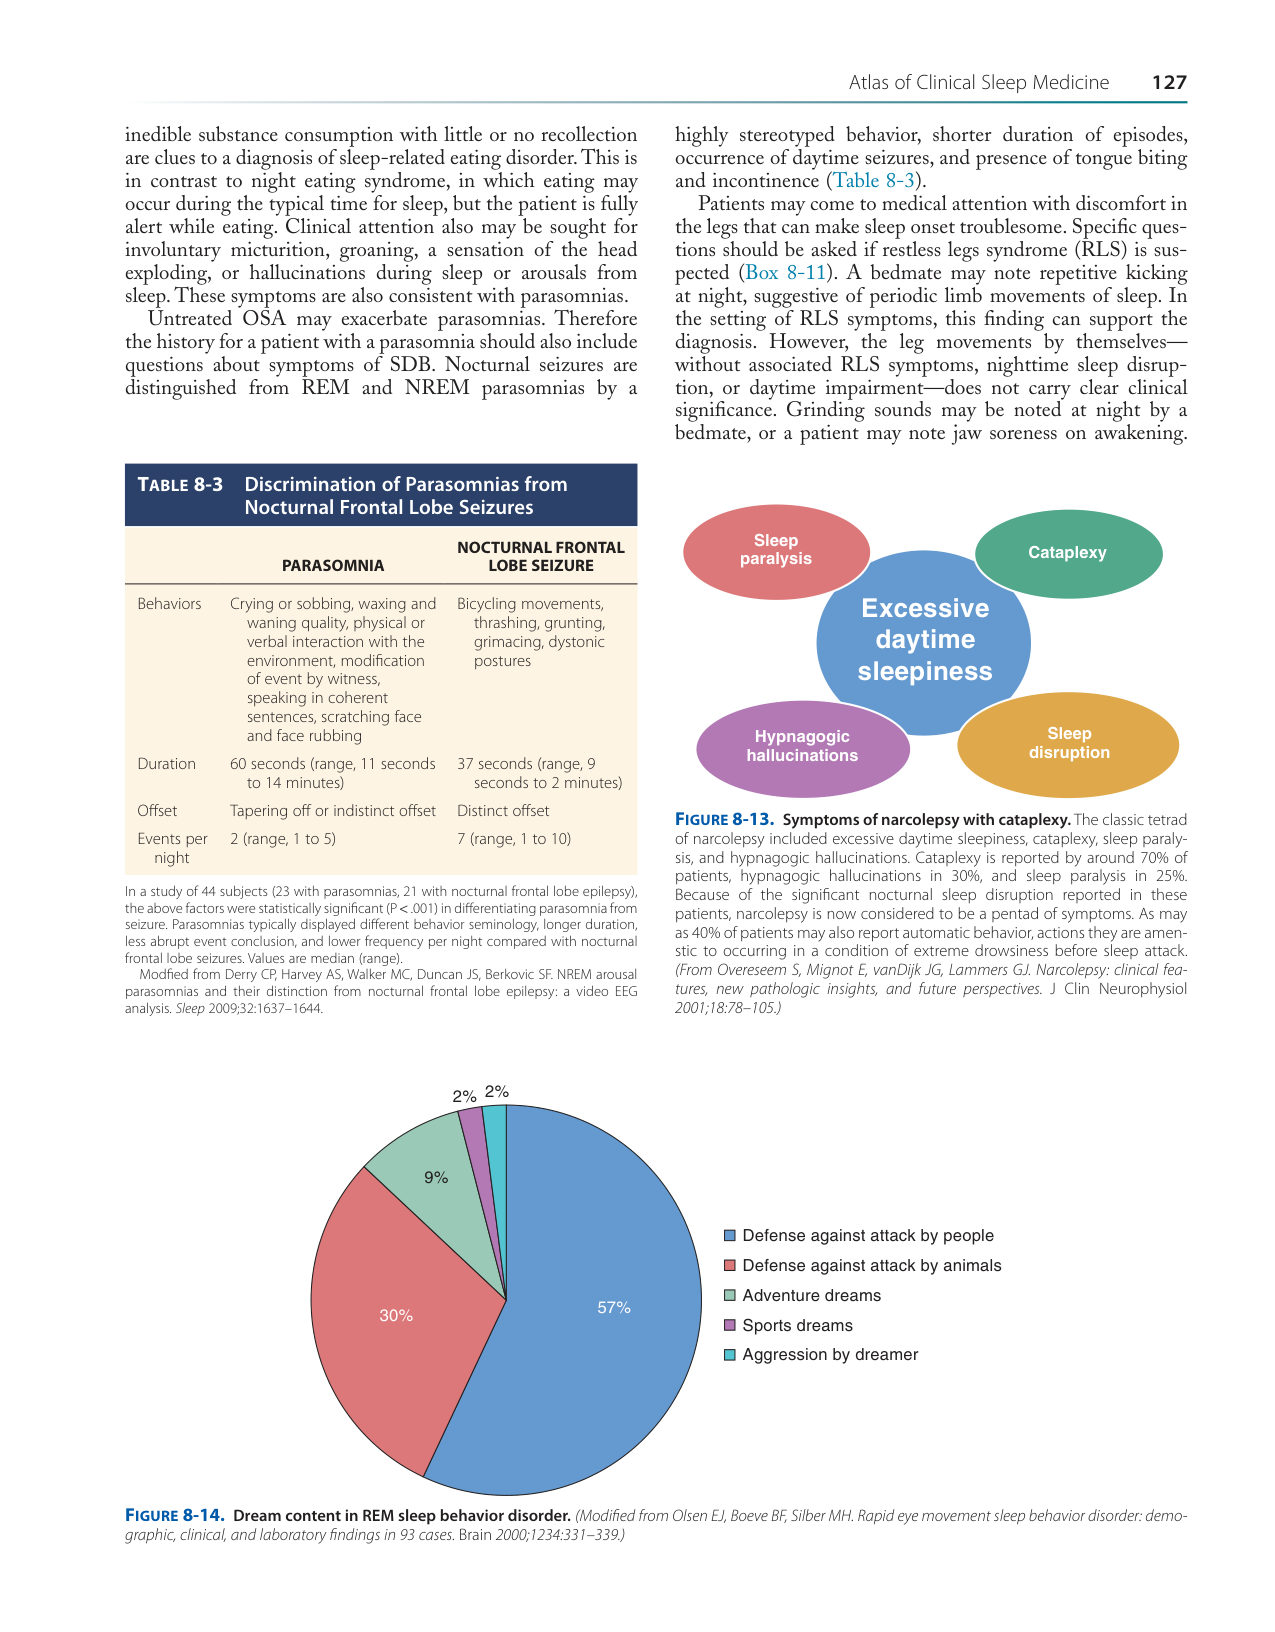 Atlas of Clinical Sleep Medicine 127
inedible substance consumption with little or no recollection
are clues to a diagnosis of sleep-related eating disorder. This is
in contrast to night eating syndrome, in which eating may
occur during the typical time for sleep, but the patient is fully
alert while eating. Clinical attention also may be sought for
involuntary micturition, groaning, a sensation of the head
exploding, or hallucinations during sleep or arousals from
sleep. These symptoms are also consistent with parasomnias.
Untreated OSA may exacerbate parasomnias. Therefore
the history for a patient with a parasomnia should also include
questions about symptoms of SDB. Nocturnal seizures are
distinguished from REM and NREM parasomnias by a
highly stereotyped behavior, shorter duration of episodes,
occurrence of daytime seizures, and presence of tongue biting
and incontinence (Table 8-3).
Patients may come to medical attention with discomfort in
the legs that can make sleep onset troublesome. Specific ques-
tions should be asked if restless legs syndrome (RLS) is sus-
pected (Box 8-11). A bedmate may note repetitive kicking
at night, suggestive of periodic limb movements of sleep. In
the setting of RLS symptoms, this finding can support the
diagnosis. However, the leg movements by themselves—
without associated RLS symptoms, nighttime sleep disrup-
tion, or daytime impairment—does not carry clear clinical
significance. Grinding sounds may be noted at night by a
bedmate, or a patient may note jaw soreness on awakening.
TABLE 8-3 Discrimination of Parasomnias from
Nocturnal Frontal Lobe Seizures
PARASOMNIA
NOCTURNAL FRONTAL
LOBE SEIZURE
Behaviors
Crying or sobbing, waxing and
waning quality, physical or
verbal interaction with the
environment, modification
of event by witness,
speaking in coherent
sentences, scratching face
and face rubbing
Bicycling movements,
thrashing, grunting,
grimacing, dystonic
postures
Duration
60 seconds (range, 11 seconds
to 14 minutes)
37 seconds (range, 9
seconds to 2 minutes)
Offset
Tapering off or indistinct offset
Distinct offset
Events per
night
2 (range, 1 to 5)
7 (range, 1 to 10)
In a study of 44 subjects (23 with parasomnias, 21 with nocturnal frontal lobe epilepsy),
the above factors were statistically significant (P < .001) in differentiating parasomnia from
seizure. Parasomnias typically displayed different behavior seminology, longer duration,
less abrupt event conclusion, and lower frequency per night compared with nocturnal
frontal lobe seizures. Values are median (range).
Modfied from Derry CP, Harvey AS, Walker MC, Duncan JS, Berkovic SF. NREM arousal
parasomnias and their distinction from nocturnal frontal lobe epilepsy: a video EEG
analysis. Sleep 2009;32:1637–1644.
Sleep
paralysis
Cataplexy
Excessive
daytime
sleepiness
Hypnagogic
hallucinations
Sleep
disruption
FIGURE 8-13. Symptoms of narcolepsy with cataplexy. The classic tetrad
of narcolepsy included excessive daytime sleepiness, cataplexy, sleep paraly-
sis, and hypnagogic hallucinations. Cataplexy is reported by around 70% of
patients, hypnagogic hallucinations in 30%, and sleep paralysis in 25%.
Because of the significant nocturnal sleep disruption reported in these
patients, narcolepsy is now considered to be a pentad of symptoms. As may
as 40% of patients may also report automatic behavior, actions they are amen-
stic to occurring in a condition of extreme drowsiness before sleep attack.
(From Overeseem S, Mignot E, vanDijk JG, Lammers GJ. Narcolepsy: clinical fea-
tures, new pathologic insights, and future perspectives. J Clin Neurophysiol
2001;18:78–105.)
2% 2%
9%
30%
57%
Defense against attack by people
Defense against attack by animals
Adventure dreams
Sports dreams
Aggression by dreamer
FIGURE 8-14. Dream content in REM sleep behavior disorder. (Modified from Olsen EJ, Boeve BF, Silber MH. Rapid eye movement sleep behavior disorder: demo-
graphic, clinical, and laboratory findings in 93 cases. Brain 2000;1234:331–339.)